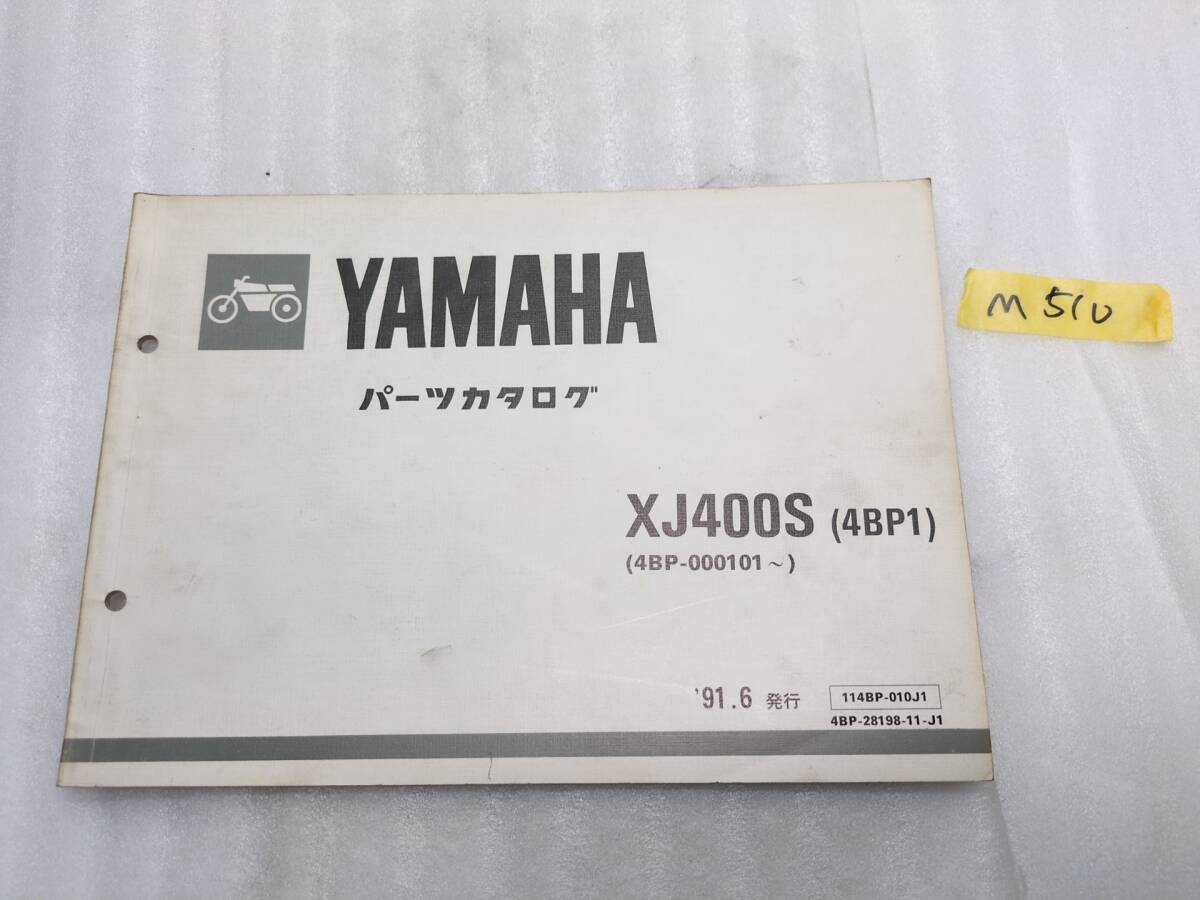 YAMAHA
パーツカタログ
XJ400S (4BP1)
(4BP-000101～)
'91.6 発行
114BP-010J1
4BP-28198-11-J1
M510